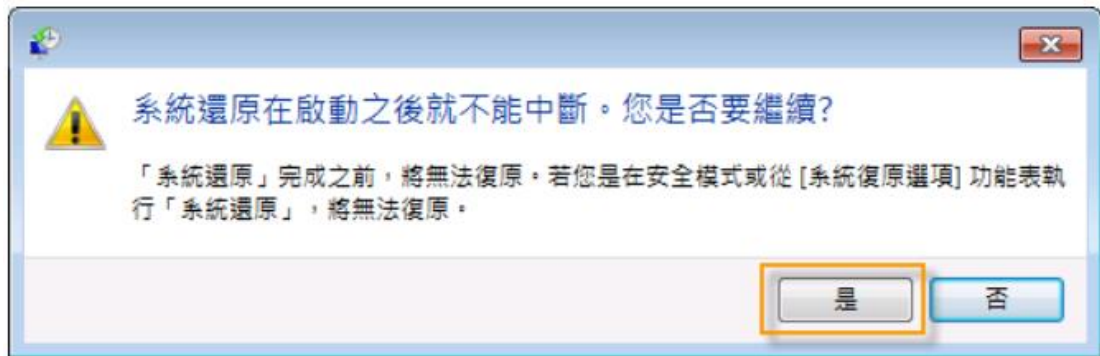 系統還原在啟動之後就不能中斷。您是否要繼續?
「系統還原」完成之前，將無法復原。若您是在安全模式或從 [系統復原選項] 功能表執
行「系統還原」，將無法復原。
是
否